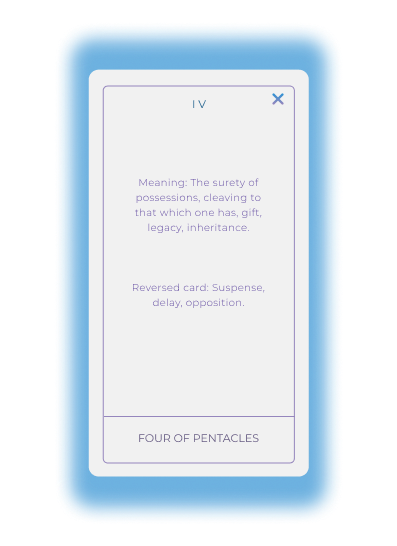 IV
Meaning: The surety of
possessions, cleaving to
that which one has, gift,
legacy, inheritance.
Reversed card: Suspense,
delay, opposition.
FOUR OF PENTACLES